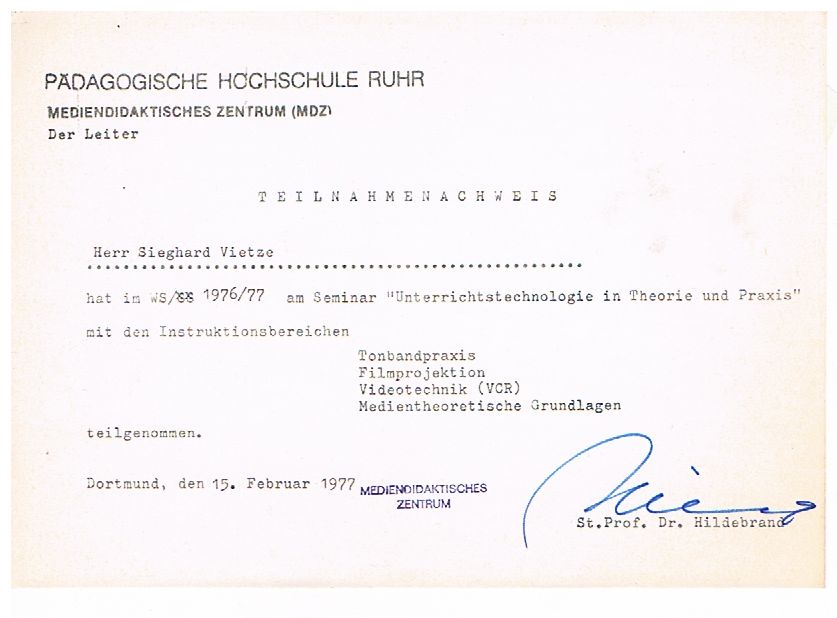 PÄDAGOGISCHE HOCHSCHULE RUHR
MEDIENDIDAKTISCHES ZENTRUM (MDZ)
Der Leiter
TEILNAHMENACHWEIS
Herr Sieghard Vietze
hat im WS/ 1976/77 am Seminar "Unterrichtstechnologie in Theorie und Praxis"
mit den Instruktionsbereichen
Tonbandpraxis
Filmprojektion
Videotechnik (VCR)
Medientheoretische Grundlagen
teilgenommen.
Dortmund, den 15. Februar 1977
MEDIENDIDAKTISCHES
ZENTRUM
St.Prof. Dr. Hildebrand